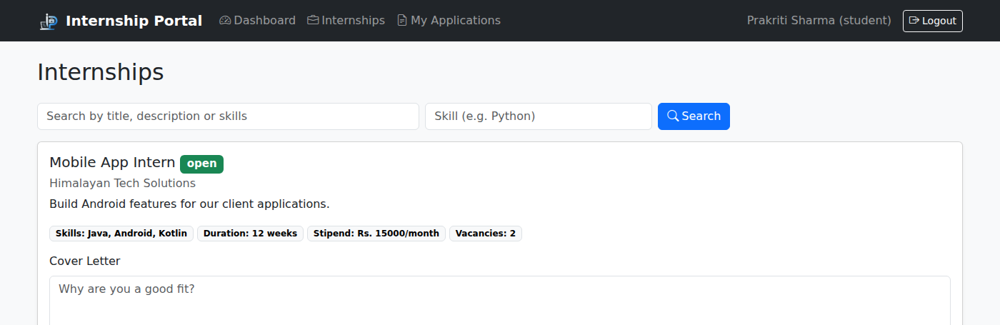 Internship Portal Dashboard Internships My Applications Prakriti Sharma (student) Logout
Internships
Search by title, description or skills Skill (e.g. Python) Search
Mobile App Intern open
Himalayan Tech Solutions
Build Android features for our client applications.
Skills: Java, Android, Kotlin Duration: 12 weeks Stipend: Rs. 15000/month Vacancies: 2
Cover Letter
Why are you a good fit?